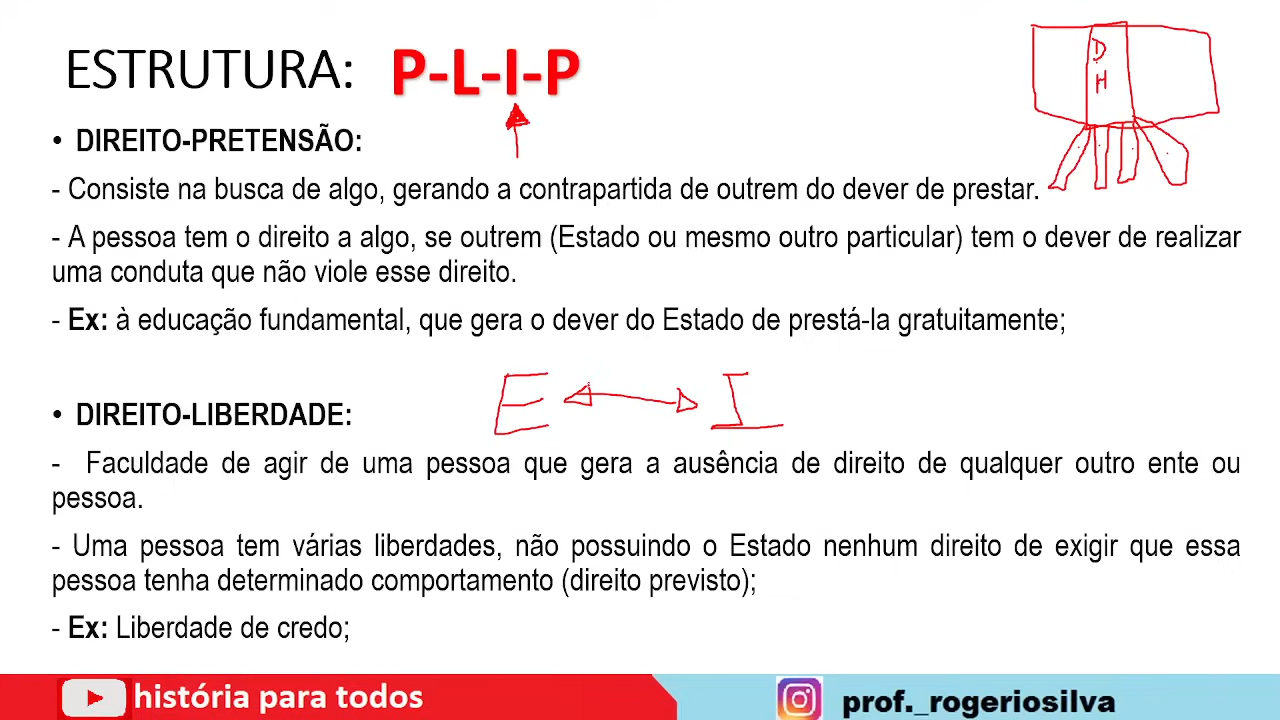 ESTRUTURA: P-L-I-P
D
H
• DIREITO-PRETENSÃO:
- Consiste na busca de algo, gerando a contrapartida de outrem do dever de prestar.
- A pessoa tem o direito a algo, se outrem (Estado ou mesmo outro particular) tem o dever de realizar
uma conduta que não viole esse direito.
- Ex: à educação fundamental, que gera o dever do Estado de prestá-la gratuitamente;
E I
• DIREITO-LIBERDADE:
- Faculdade de agir de uma pessoa que gera a ausência de direito de qualquer outro ente ou
pessoa.
- Uma pessoa tem várias liberdades, não possuindo o Estado nenhum direito de exigir que essa
pessoa tenha determinado comportamento (direito previsto);
- Ex: Liberdade de credo;
história para todos
prof._rogeriosilva